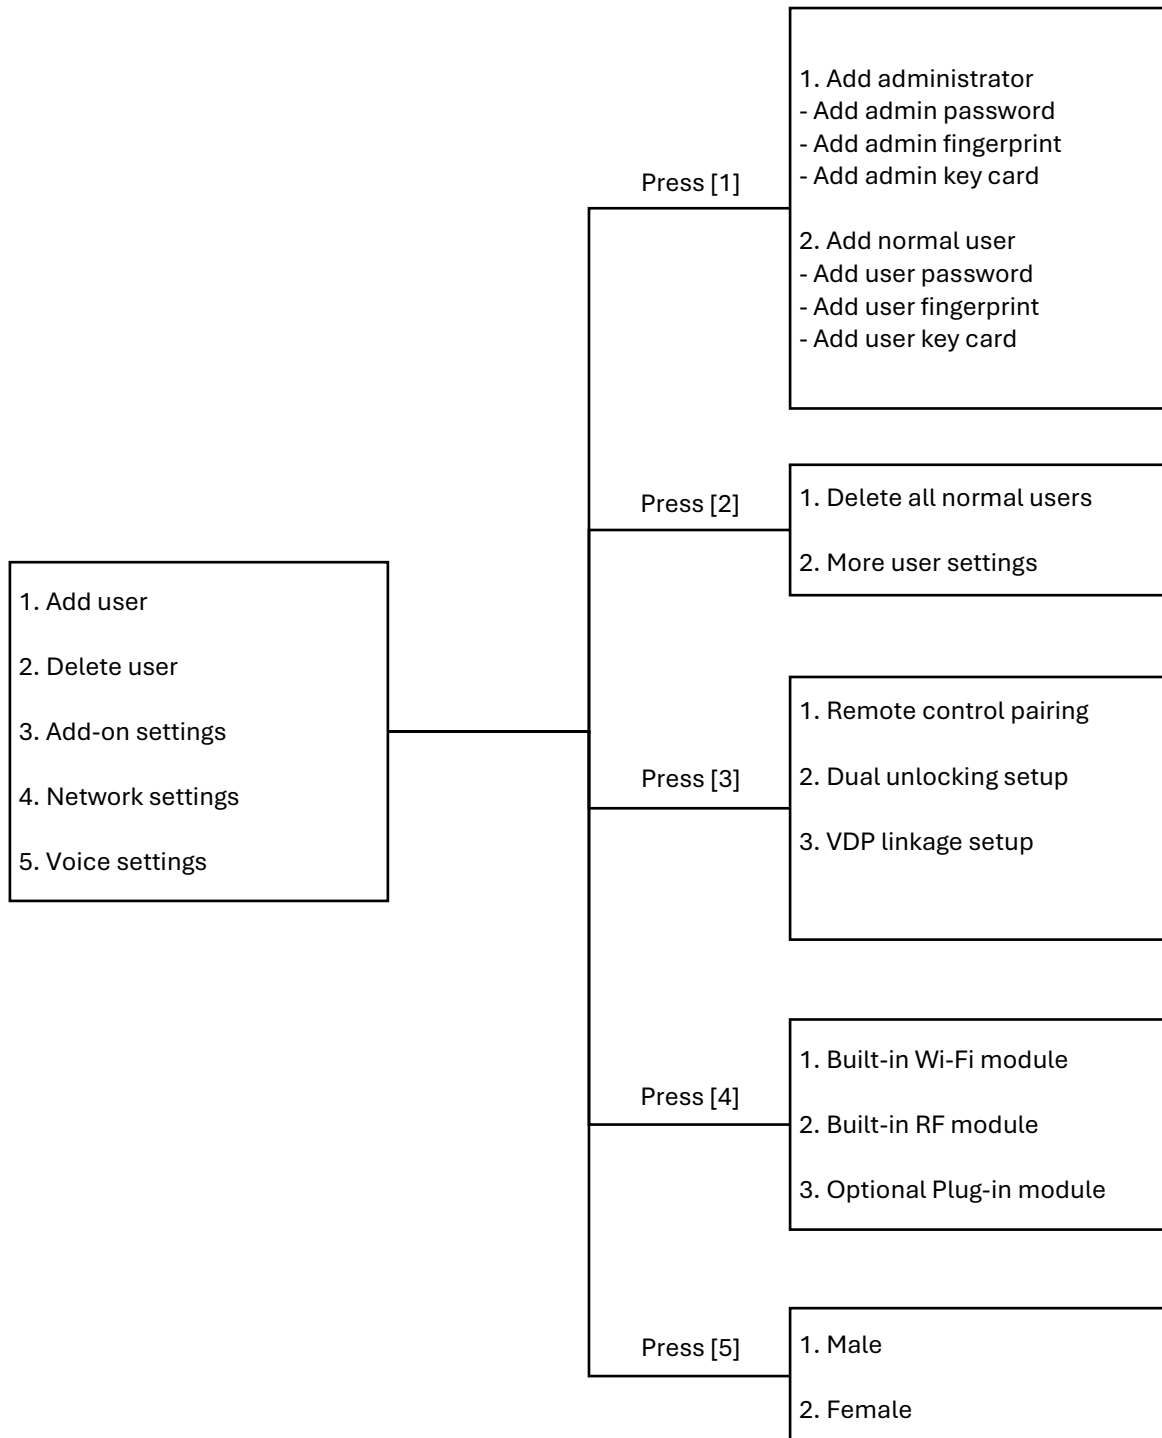 1. Add user
2. Delete user
3. Add-on settings
4. Network settings
5. Voice settings
Press [1]
1. Add administrator
- Add admin password
- Add admin fingerprint
- Add admin key card
2. Add normal user
- Add user password
- Add user fingerprint
- Add user key card
Press [2]
1. Delete all normal users
2. More user settings
Press [3]
1. Remote control pairing
2. Dual unlocking setup
3. VDP linkage setup
Press [4]
1. Built-in Wi-Fi module
2. Built-in RF module
3. Optional Plug-in module
Press [5]
1. Male
2. Female